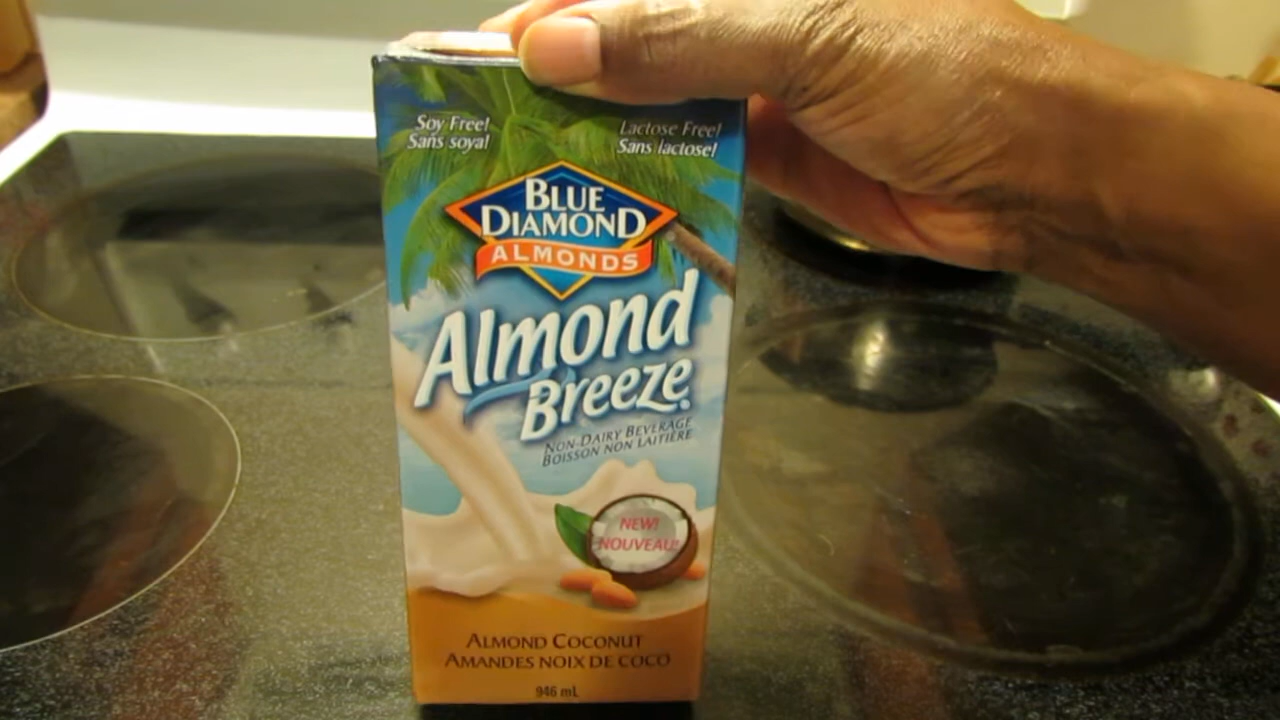 Soy Free!
Sans soya!
Lactose Free!
Sans lactose!
BLUE
DIAMOND
ALMONDS
Almond
Breeze®
NON-DAIRY BEVERAGE
BOISSON NON LAITIÈRE
NEW!
NOUVEAU!
ALMOND COCONUT
AMANDES NOIX DE COCO
946 mL